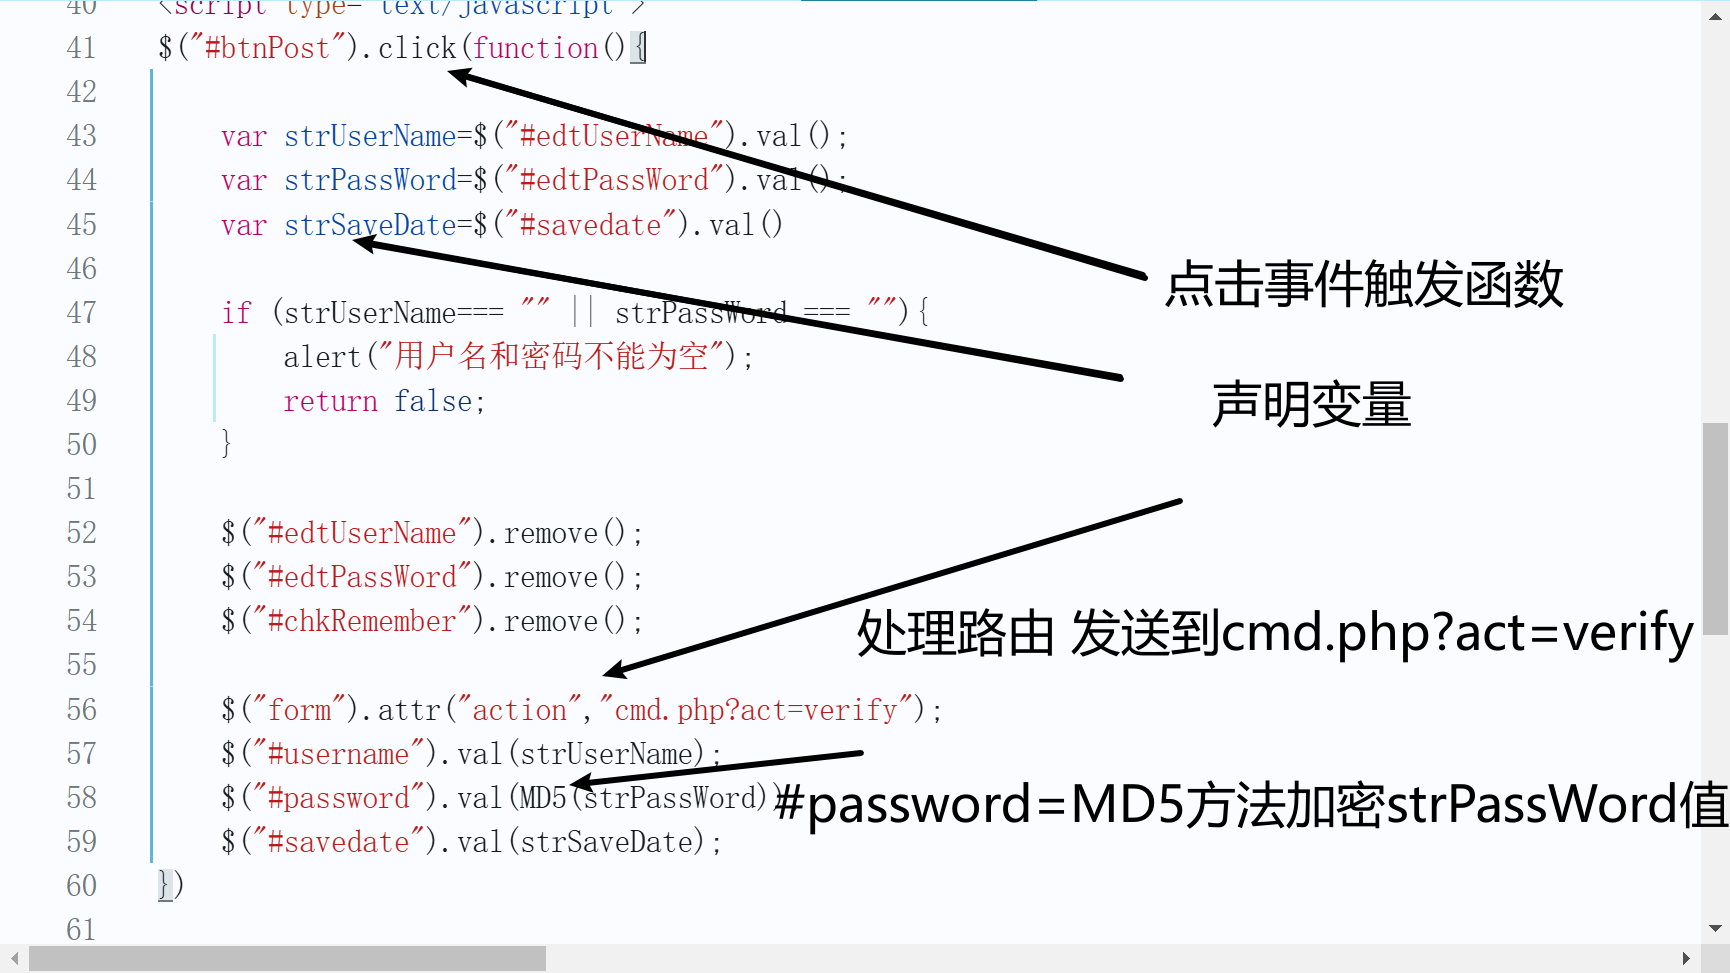 40 <script type="text/javascript">
41 $("#btnPost").click(function(){
42
43 var strUserName=$("#edtUserName").val();
44 var strPassWord=$("#edtPassWord").val();
45 var strSaveDate=$("#savedate").val()
46
点击事件触发函数
47 if (strUserName=== "" || strPassWord === ""){
48 alert("用户名和密码不能为空");
49 return false;
声明变量
50 }
51
52 $("#edtUserName").remove();
53 $("#edtPassWord").remove();
54 $("#chkRemember").remove();
处理路由 发送到cmd.php?act=verify
55
56 $("form").attr("action","cmd.php?act=verify");
57 $("#username").val(strUserName);
58 $("#password").val(MD5(strPassWord))
#password=MD5方法加密strPassWord值
59 $("#savedate").val(strSaveDate);
60 })
61